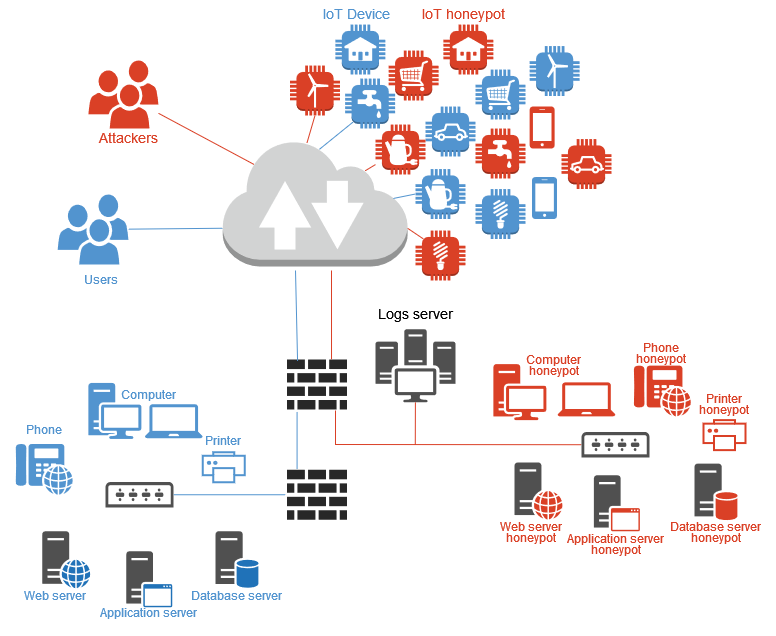 IoT Device
IoT honeypot
Attackers
Users
Logs server
Computer
Phone
Printer
Computer
honeypot
Phone
honeypot
Printer
honeypot
Web server
Application server
Database server
Web server
honeypot
Application server
honeypot
Database server
honeypot